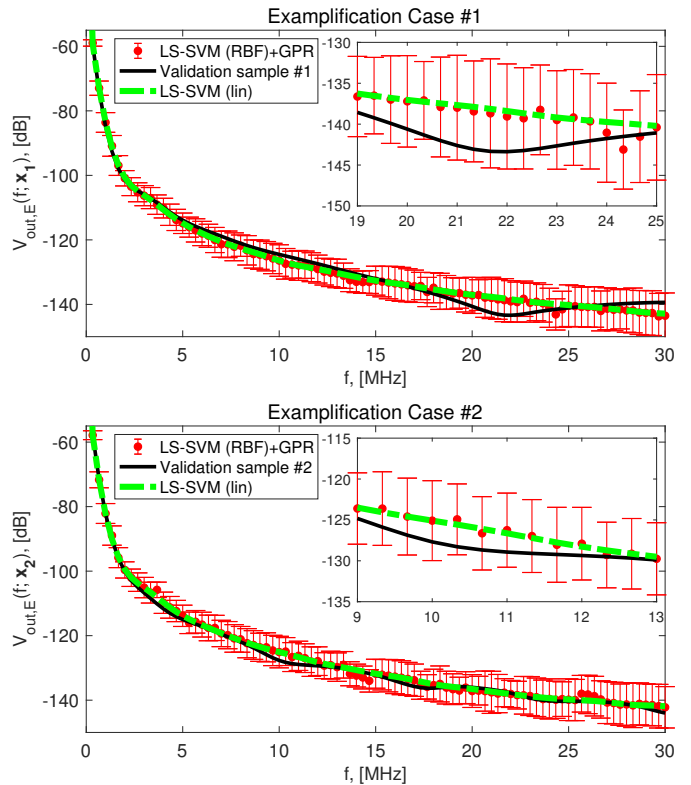 Examplification Case #1
V_out,E(f; x_1), [dB]
-60
-80
-100
-120
-140
LS-SVM (RBF)+GPR
Validation sample #1
LS-SVM (lin)
-130
-135
-140
-145
-150
19 20 21 22 23 24 25
0 5 10 15 20 25 30
f, [MHz]
Examplification Case #2
V_out,E(f; x_2), [dB]
-60
-80
-100
-120
-140
LS-SVM (RBF)+GPR
Validation sample #2
LS-SVM (lin)
-115
-120
-125
-130
-135
9 10 11 12 13
0 5 10 15 20 25 30
f, [MHz]